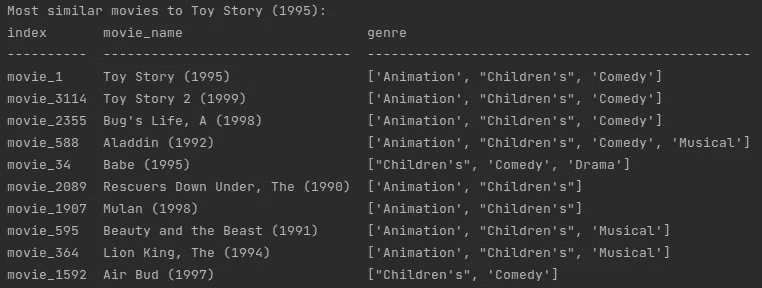 Most similar movies to Toy Story (1995):
index movie_name genre
---------- ------------------------------- ------------------------------------------------
movie_1 Toy Story (1995) ['Animation', "Children's", 'Comedy']
movie_3114 Toy Story 2 (1999) ['Animation', "Children's", 'Comedy']
movie_2355 Bug's Life, A (1998) ['Animation', "Children's", 'Comedy']
movie_588 Aladdin (1992) ['Animation', "Children's", 'Comedy', 'Musical']
movie_34 Babe (1995) ["Children's", 'Comedy', 'Drama']
movie_2089 Rescuers Down Under, The (1990) ['Animation', "Children's"]
movie_1907 Mulan (1998) ['Animation', "Children's"]
movie_595 Beauty and the Beast (1991) ['Animation', "Children's", 'Musical']
movie_364 Lion King, The (1994) ['Animation', "Children's", 'Musical']
movie_1592 Air Bud (1997) ["Children's", 'Comedy']